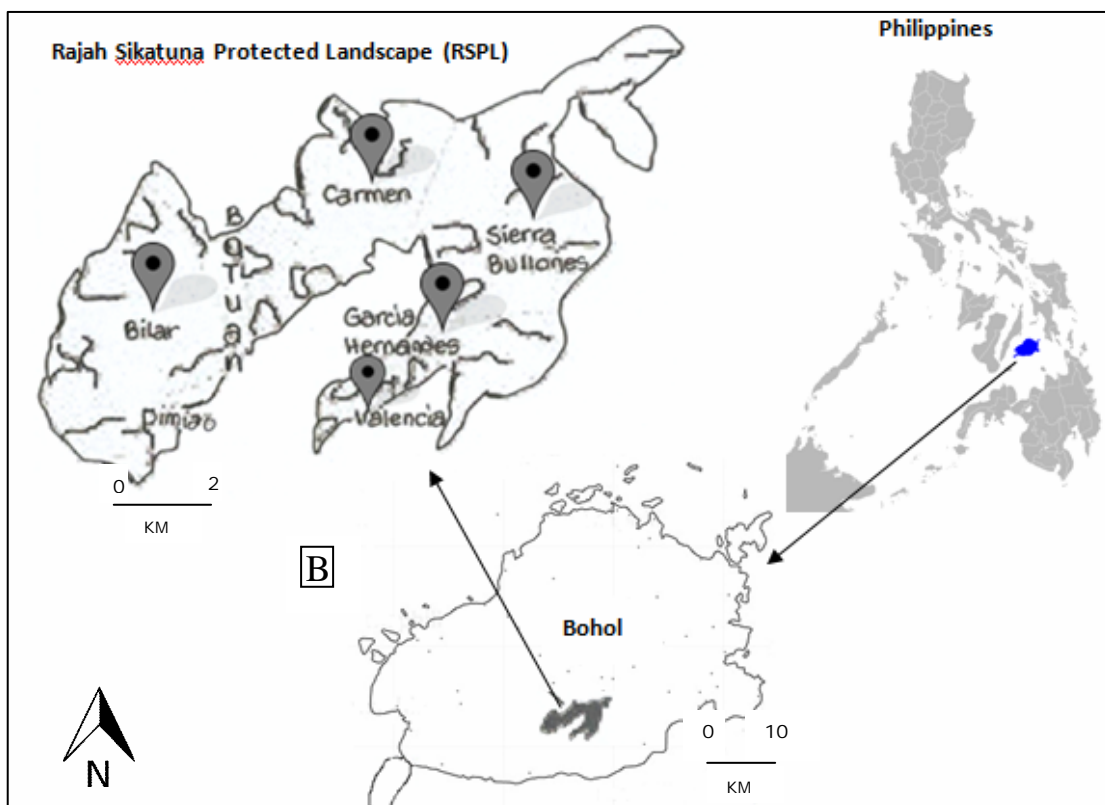 Rajah Sikatuna Protected Landscape (RSPL)
Philippines
Carmen
Sierra
Bullones
Batuan
Bilar
Garcia
Hernandes
Valencia
Dimiao
0 2
KM
B
Bohol
0 10
KM
N